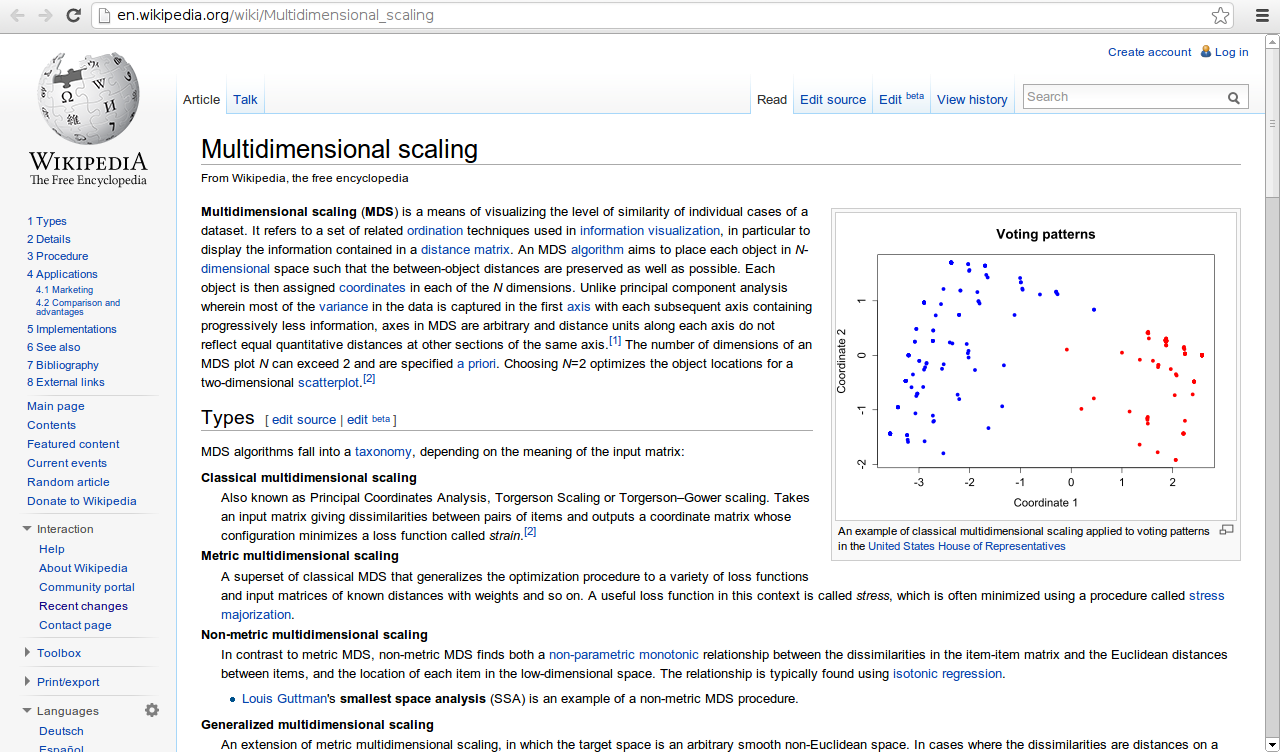 en.wikipedia.org/wiki/Multidimensional_scaling
Create account Log in
Article Talk
Read Edit source Edit beta View history
Search
WIKIPEDIA
The Free Encyclopedia
1 Types
2 Details
3 Procedure
4 Applications
4.1 Marketing
4.2 Comparison and
advantages
5 Implementations
6 See also
7 Bibliography
8 External links
Main page
Contents
Featured content
Current events
Random article
Donate to Wikipedia
Interaction
Help
About Wikipedia
Community portal
Recent changes
Contact page
Toolbox
Print/export
Languages
Deutsch
Español
Multidimensional scaling
From Wikipedia, the free encyclopedia
Multidimensional scaling (MDS) is a means of visualizing the level of similarity of individual cases of a
dataset. It refers to a set of related ordination techniques used in information visualization, in particular to
display the information contained in a distance matrix. An MDS algorithm aims to place each object in N-
dimensional space such that the between-object distances are preserved as well as possible. Each
object is then assigned coordinates in each of the N dimensions. Unlike principal component analysis
wherein most of the variance in the data is captured in the first axis with each subsequent axis containing
progressively less information, axes in MDS are arbitrary and distance units along each axis do not
reflect equal quantitative distances at other sections of the same axis.[1] The number of dimensions of an
MDS plot N can exceed 2 and are specified a priori. Choosing N=2 optimizes the object locations for a
two-dimensional scatterplot.[2]
Voting patterns
Coordinate 2
1
0
-1
-2
-3 -2 -1 0 1 2
Coordinate 1
An example of classical multidimensional scaling applied to voting patterns
in the United States House of Representatives
Types [ edit source | edit beta ]
MDS algorithms fall into a taxonomy, depending on the meaning of the input matrix:
Classical multidimensional scaling
Also known as Principal Coordinates Analysis, Torgerson Scaling or Torgerson–Gower scaling. Takes
an input matrix giving dissimilarities between pairs of items and outputs a coordinate matrix whose
configuration minimizes a loss function called strain.[2]
Metric multidimensional scaling
A superset of classical MDS that generalizes the optimization procedure to a variety of loss functions
and input matrices of known distances with weights and so on. A useful loss function in this context is called stress, which is often minimized using a procedure called stress
majorization.
Non-metric multidimensional scaling
In contrast to metric MDS, non-metric MDS finds both a non-parametric monotonic relationship between the dissimilarities in the item-item matrix and the Euclidean distances
between items, and the location of each item in the low-dimensional space. The relationship is typically found using isotonic regression.
• Louis Guttman's smallest space analysis (SSA) is an example of a non-metric MDS procedure.
Generalized multidimensional scaling
An extension of metric multidimensional scaling, in which the target space is an arbitrary smooth non-Euclidean space. In cases where the dissimilarities are distances on a